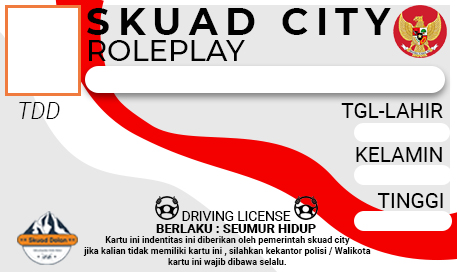 SKUAD CITY
ROLEPLAY
TDD
TGL-LAHIR
KELAMIN
TINGGI
DRIVING LICENSE
BERLAKU : SEUMUR HIDUP
Kartu ini indentitas ini diberikan oleh pemerintah skuad city
jika kalian tidak memiliki kartu ini , silahkan kekantor polisi / Walikota
kartu ini wajib dibawa selalu.
Skuad Dalan